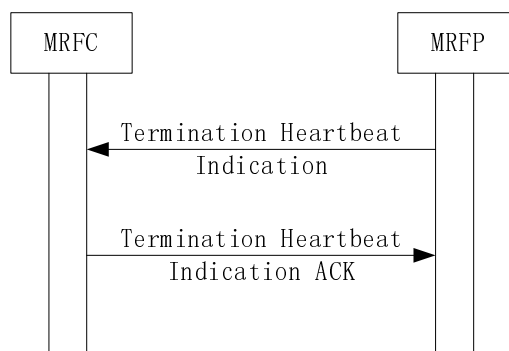 MRFC
MRFP
Termination Heartbeat
Indication
Termination Heartbeat
Indication ACK